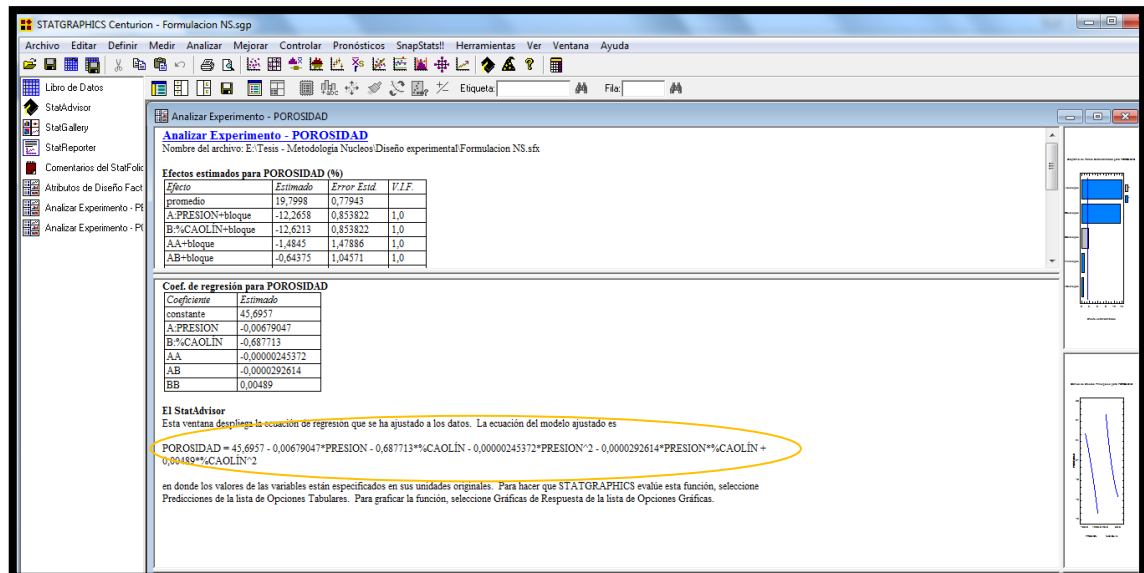 STATGRAPHICS Centurion - Formulacion NS.sgp
Archivo Editar Definir Medir Analizar Mejorar Controlar Pronósticos SnapStats!! Herramientas Ver Ventana Ayuda
Etiqueta: Fila:
Libro de Datos
StatAdvisor
StatGallery
StatReporter
Comentarios del StatFolio
Atributos de Diseño Fact
Analizar Experimento - PE
Analizar Experimento - P
Analizar Experimento - POROSIDAD
Analizar Experimento - POROSIDAD
Nombre del archivo: E:\Tesis - Metodologia Nucleos\Diseño experimental\Formulacion NS.sfx
Efectos estimados para POROSIDAD (%)
Efecto Estimado Error Estd. V.I.F.
promedio 19,7998 0,77943
A:PRESION+bloque -12,2658 0,853822 1,0
B:%CAOLÍN+bloque -12,6213 0,853822 1,0
AA+bloque -1,4845 1,47886 1,0
AB+bloque -0,64375 1,04571 1,0
Coef. de regresión para POROSIDAD
Coeficiente Estimado
constante 45,6957
A:PRESION -0,00679047
B:%CAOLÍN -0,687713
AA -0,00000245372
AB -0,0000292614
BB 0,00489
El StatAdvisor
Esta ventana despliega la ecuación de regresión que se ha ajustado a los datos. La ecuación del modelo ajustado es
POROSIDAD = 45,6957 - 0,00679047*PRESION - 0,687713*%CAOLÍN - 0,00000245372*PRESION^2 - 0,0000292614*PRESION*%CAOLÍN +
0,00489*%CAOLÍN^2
en donde los valores de las variables están especificados en sus unidades originales. Para hacer que STATGRAPHICS evalúe esta función, seleccione
Predicciones de la lista de Opciones Tabulares. Para graficar la función, seleccione Gráficas de Respuesta de la lista de Opciones Gráficas.